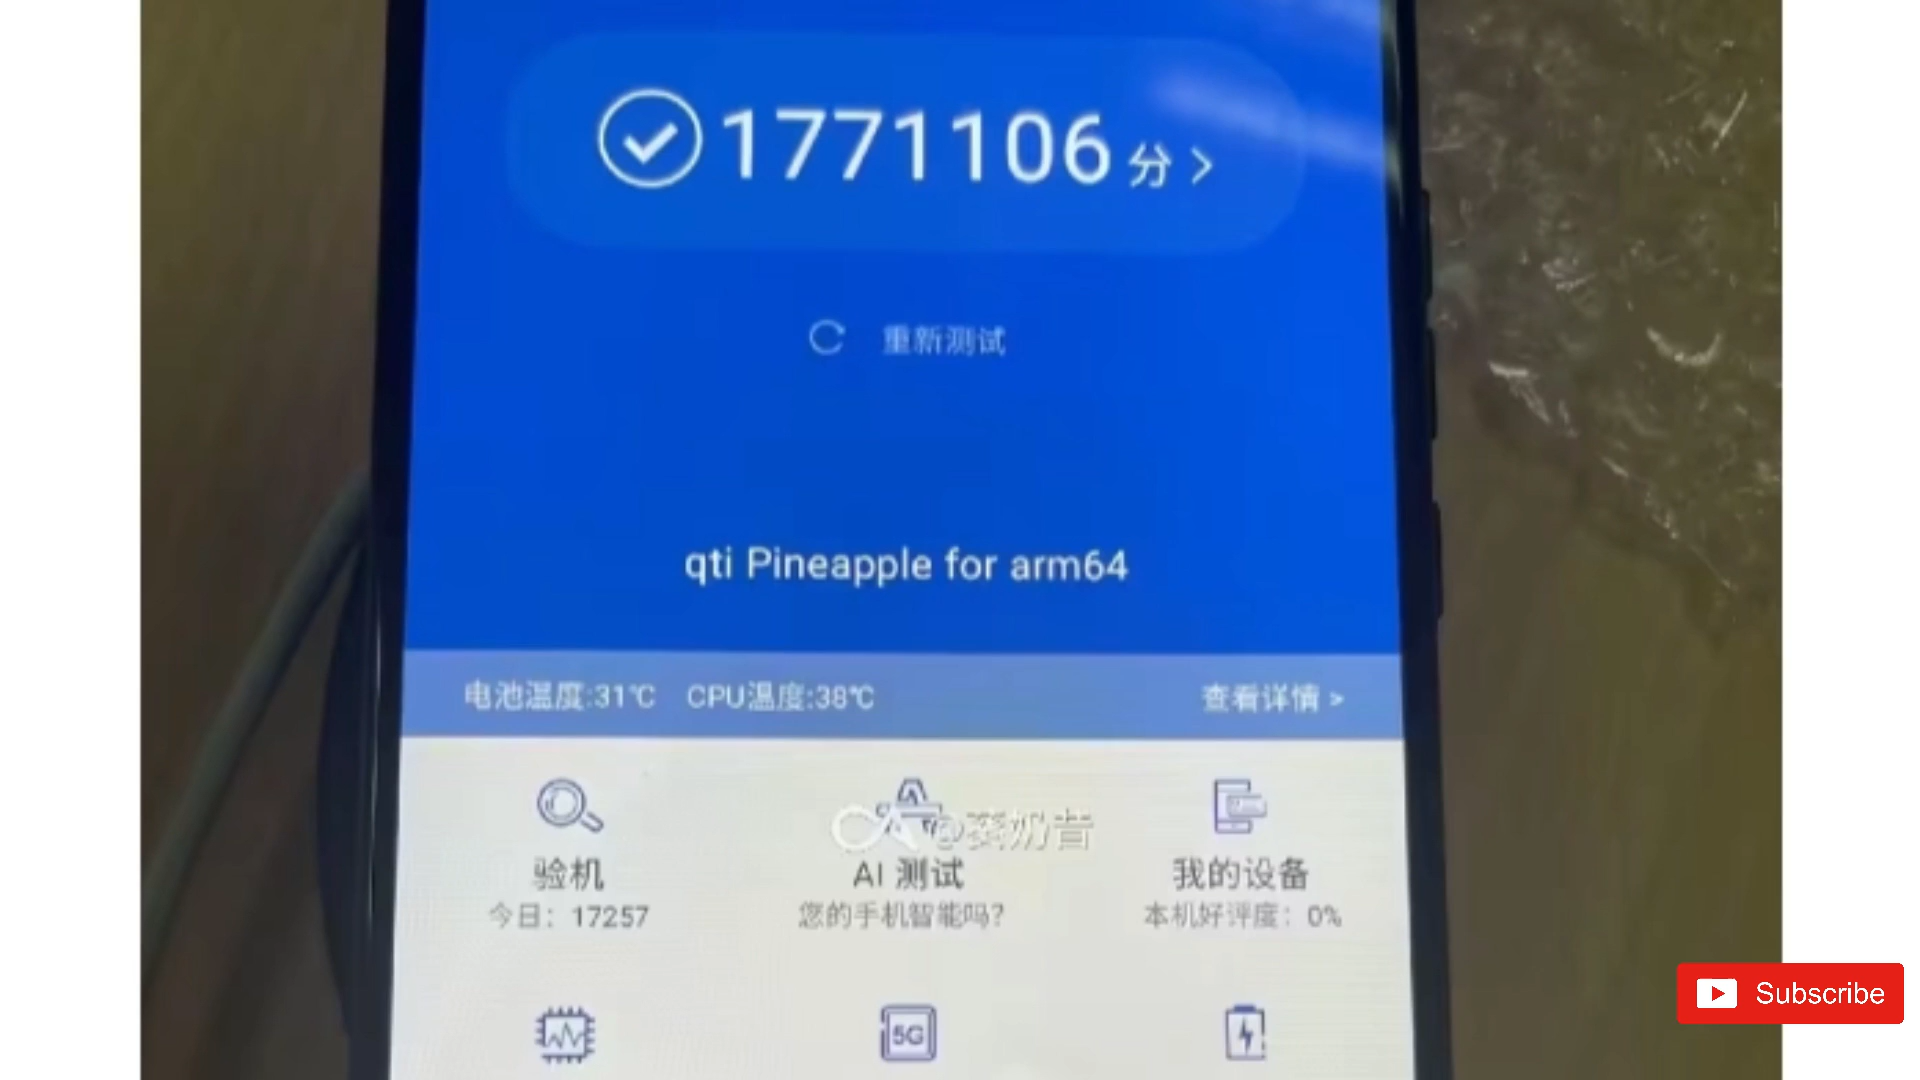 1771106分 >
重新测试
qti Pineapple for arm64
电池温度:31℃ CPU温度:38℃ 查看详情 >
验机 AI 测试 我的设备
今日：17257 您的手机智能吗? 本机好评度：0%
5G
Subscribe